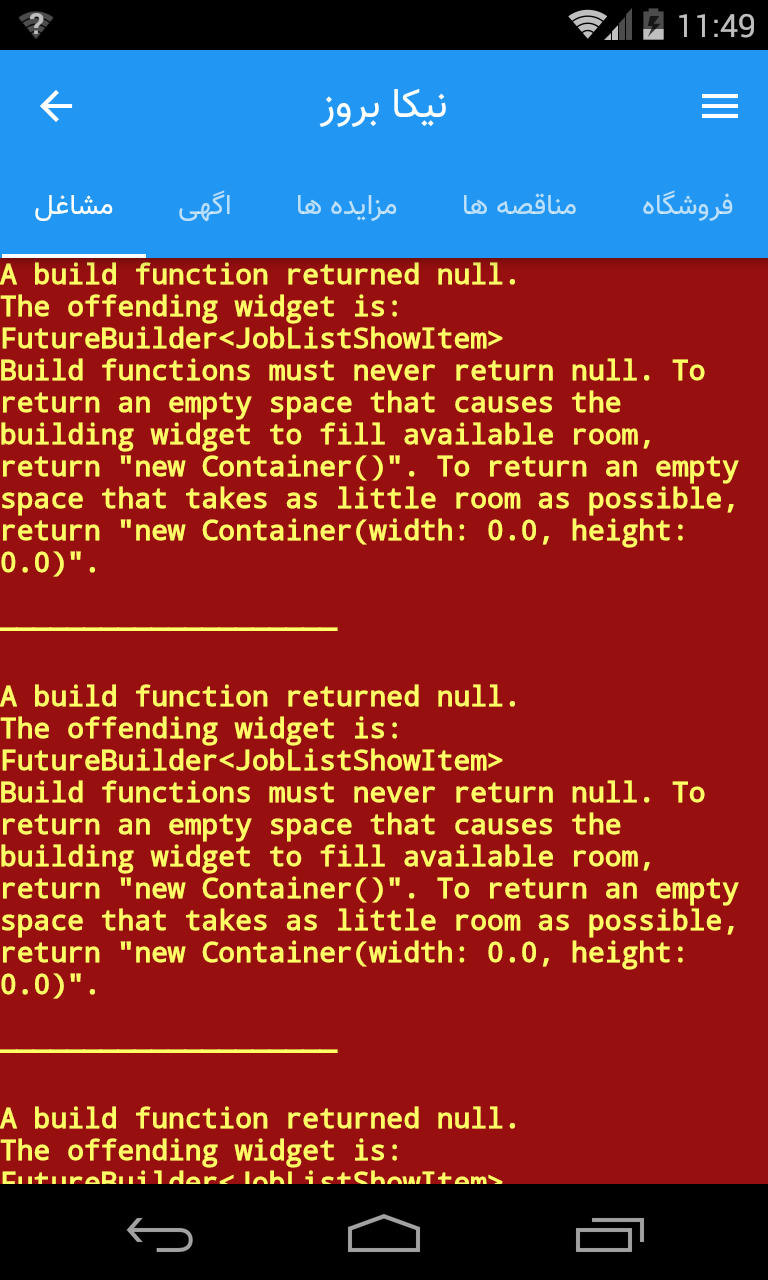 11:49
نیکا بروز
مشاغل اگهی مزایده ها مناقصه ها فروشگاه
A build function returned null.
The offending widget is:
FutureBuilder<JobListShowItem>
Build functions must never return null. To
return an empty space that causes the
building widget to fill available room,
return "new Container()". To return an empty
space that takes as little room as possible,
return "new Container(width: 0.0, height:
0.0)".
A build function returned null.
The offending widget is:
FutureBuilder<JobListShowItem>
Build functions must never return null. To
return an empty space that causes the
building widget to fill available room,
return "new Container()". To return an empty
space that takes as little room as possible,
return "new Container(width: 0.0, height:
0.0)".
A build function returned null.
The offending widget is:
FutureBuilder<JobListShowItem>